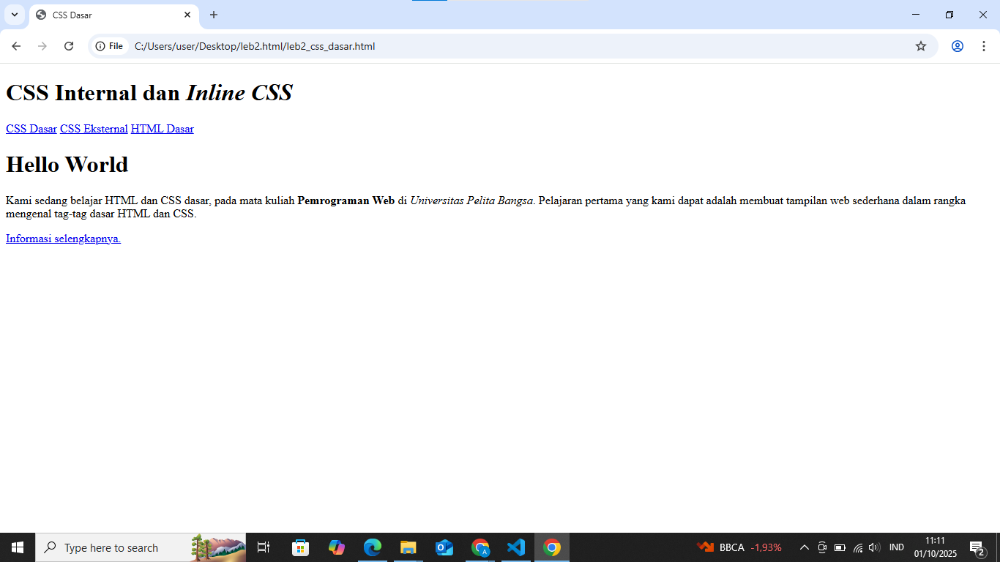 CSS Dasar
File
C:/Users/user/Desktop/leb2.html/leb2_css_dasar.html
CSS Internal dan Inline CSS
CSS Dasar CSS Eksternal HTML Dasar
Hello World
Kami sedang belajar HTML dan CSS dasar, pada mata kuliah Pemrograman Web di Universitas Pelita Bangsa. Pelajaran pertama yang kami dapat adalah membuat tampilan web sederhana dalam rangka
mengenal tag-tag dasar HTML dan CSS.
Informasi selengkapnya.
Type here to search
BBCA -1,93%
IND
11:11
01/10/2025
2
A